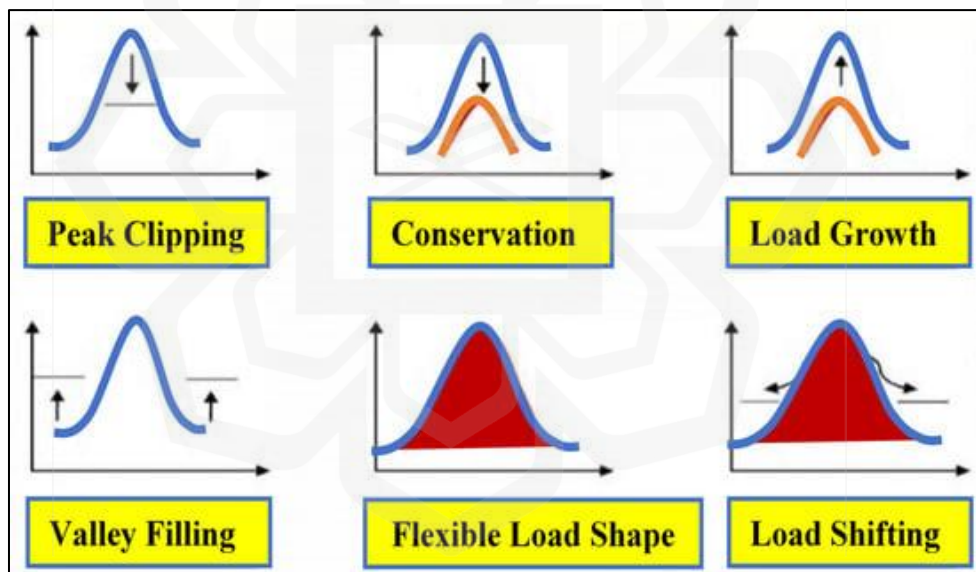 Peak Clipping
Conservation
Load Growth
Valley Filling
Flexible Load Shape
Load Shifting